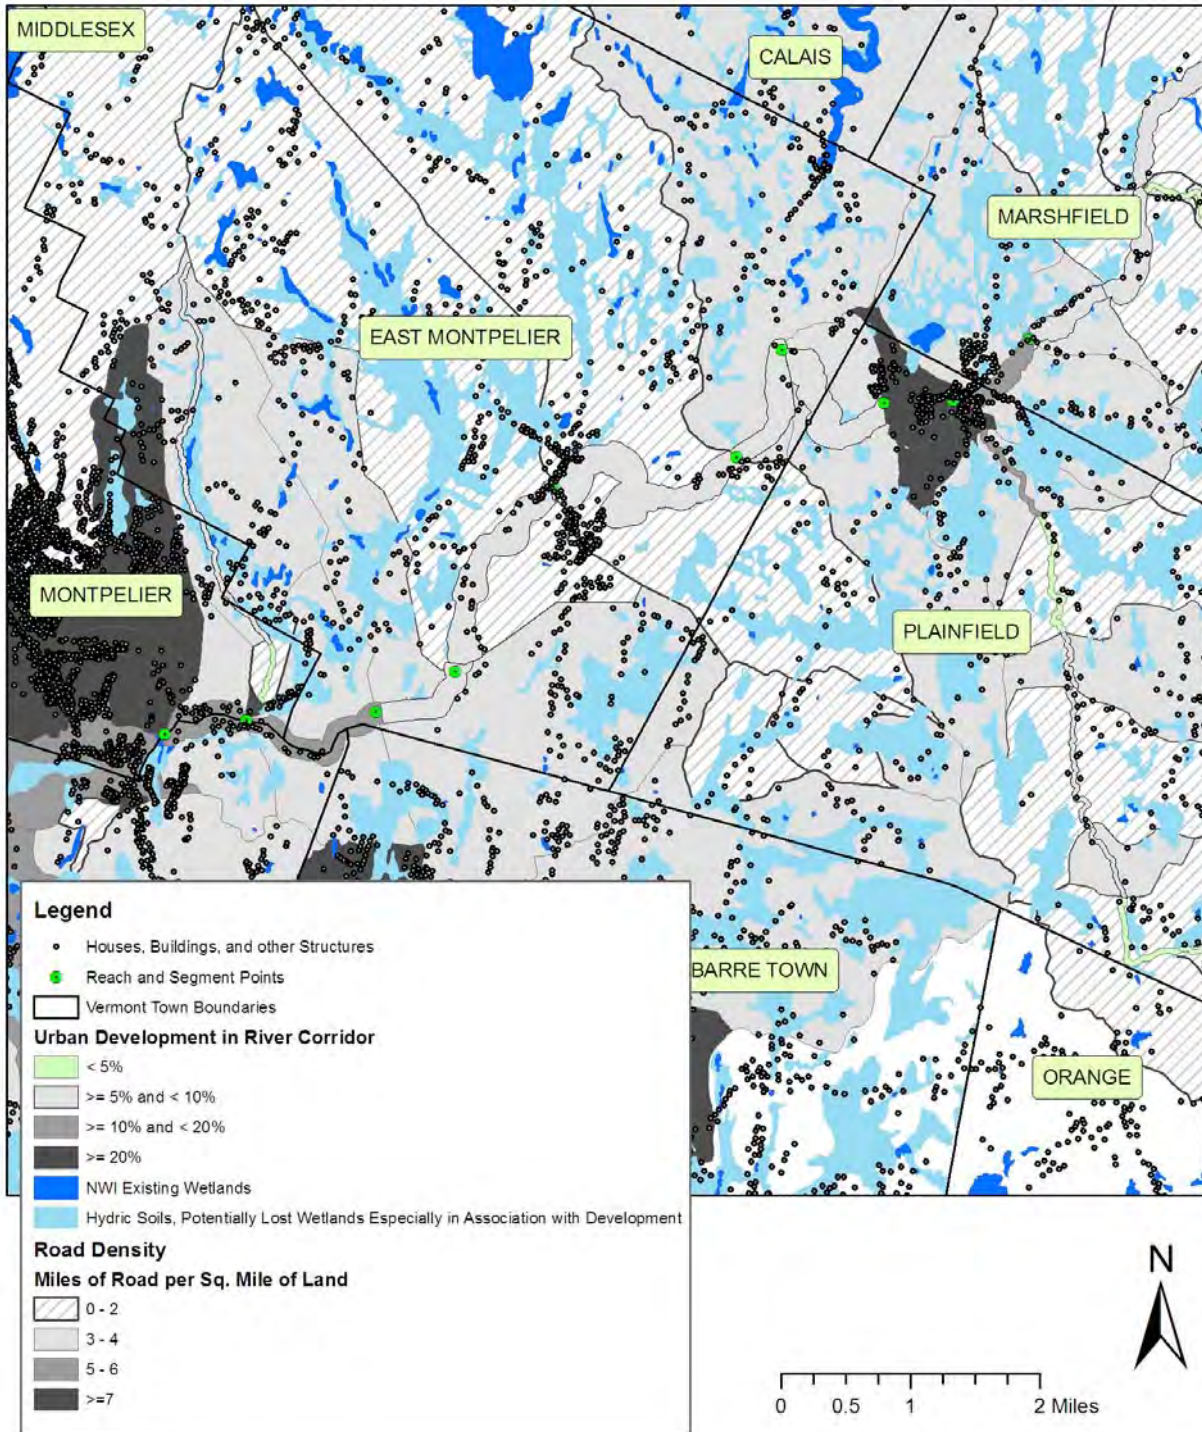 MIDDLESEX
CALAIS
MARSHFIELD
EAST MONTPELIER
MONTPELIER
PLAINFIELD
BARRE TOWN
ORANGE
Legend
Houses, Buildings, and other Structures
Reach and Segment Points
Vermont Town Boundaries
Urban Development in River Corridor
< 5%
>= 5% and < 10%
>= 10% and < 20%
>= 20%
NWI Existing Wetlands
Hydric Soils, Potentially Lost Wetlands Especially in Association with Development
Road Density
Miles of Road per Sq. Mile of Land
0 - 2
3 - 4
5 - 6
>=7
N
0 0.5 1 2 Miles